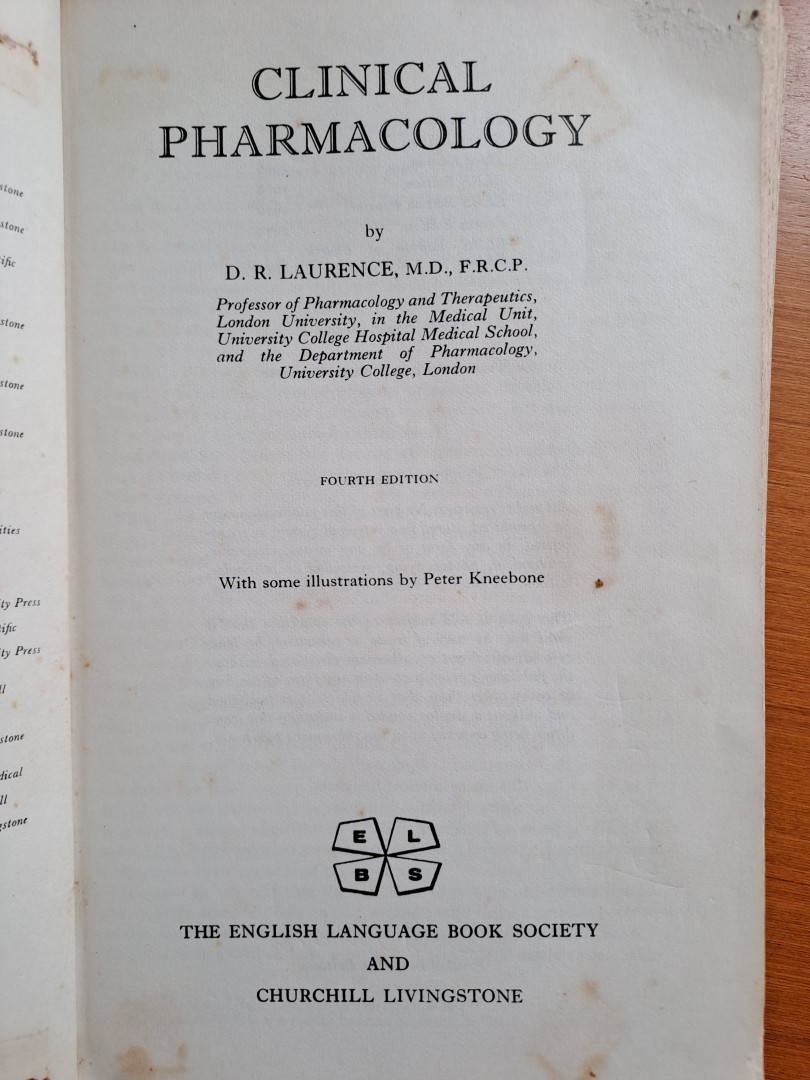 CLINICAL
PHARMACOLOGY
by
D. R. LAURENCE, M.D., F.R.C.P.
Professor of Pharmacology and Therapeutics,
London University, in the Medical Unit,
University College Hospital Medical School,
and the Department of Pharmacology,
University College, London
FOURTH EDITION
With some illustrations by Peter Kneebone
E L
B S
THE ENGLISH LANGUAGE BOOK SOCIETY
AND
CHURCHILL LIVINGSTONE